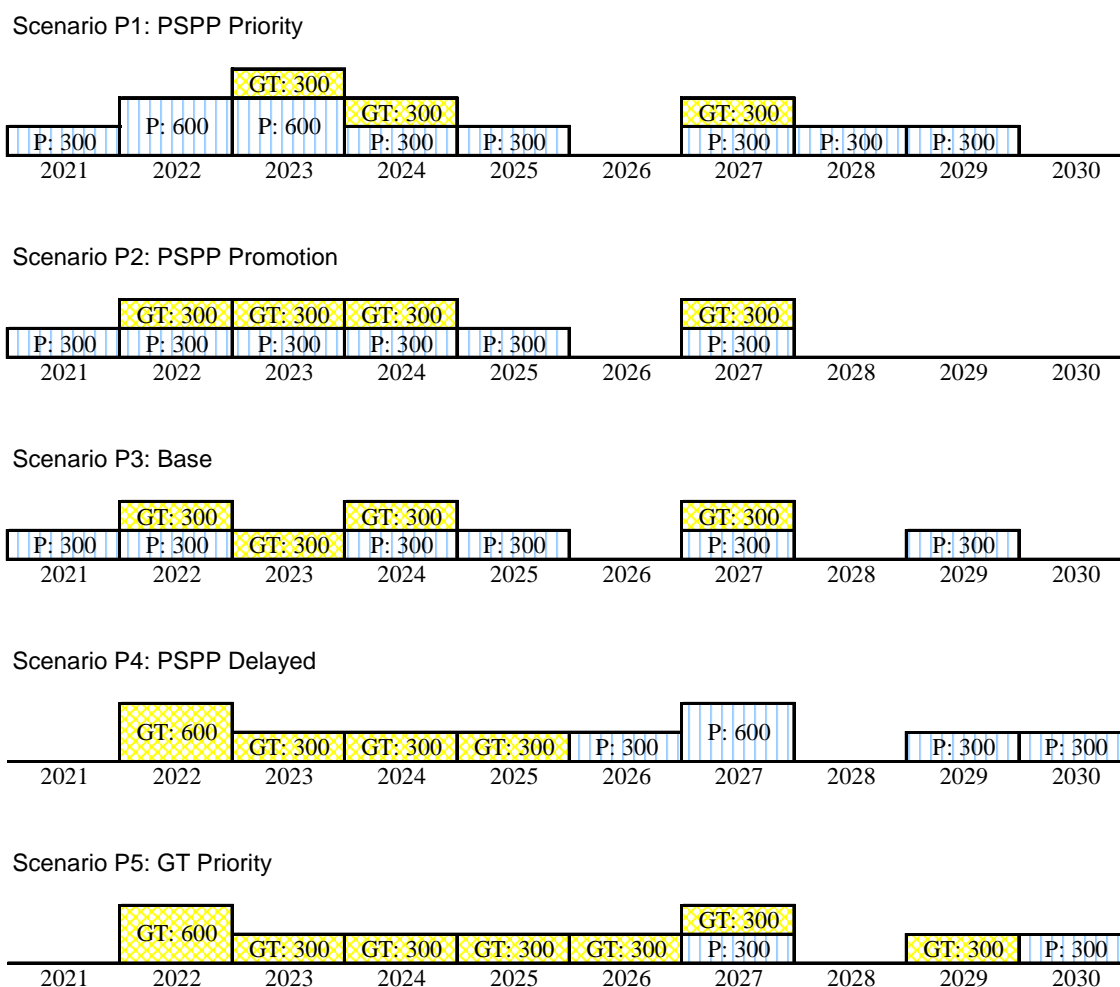 Scenario P1: PSPP Priority
GT: 300
P: 600 P: 600 GT: 300 GT: 300
P: 300 P: 300 P: 300 P: 300 P: 300 P: 300
2021 2022 2023 2024 2025 2026 2027 2028 2029 2030
Scenario P2: PSPP Promotion
GT: 300 GT: 300 GT: 300 GT: 300
P: 300 P: 300 P: 300 P: 300 P: 300 P: 300
2021 2022 2023 2024 2025 2026 2027 2028 2029 2030
Scenario P3: Base
GT: 300 GT: 300 GT: 300
P: 300 P: 300 GT: 300 P: 300 P: 300 P: 300 P: 300
2021 2022 2023 2024 2025 2026 2027 2028 2029 2030
Scenario P4: PSPP Delayed
GT: 600 P: 600
GT: 300 GT: 300 GT: 300 P: 300 P: 300 P: 300
2021 2022 2023 2024 2025 2026 2027 2028 2029 2030
Scenario P5: GT Priority
GT: 600 GT: 300
GT: 300 GT: 300 GT: 300 GT: 300 P: 300 GT: 300 P: 300
2021 2022 2023 2024 2025 2026 2027 2028 2029 2030